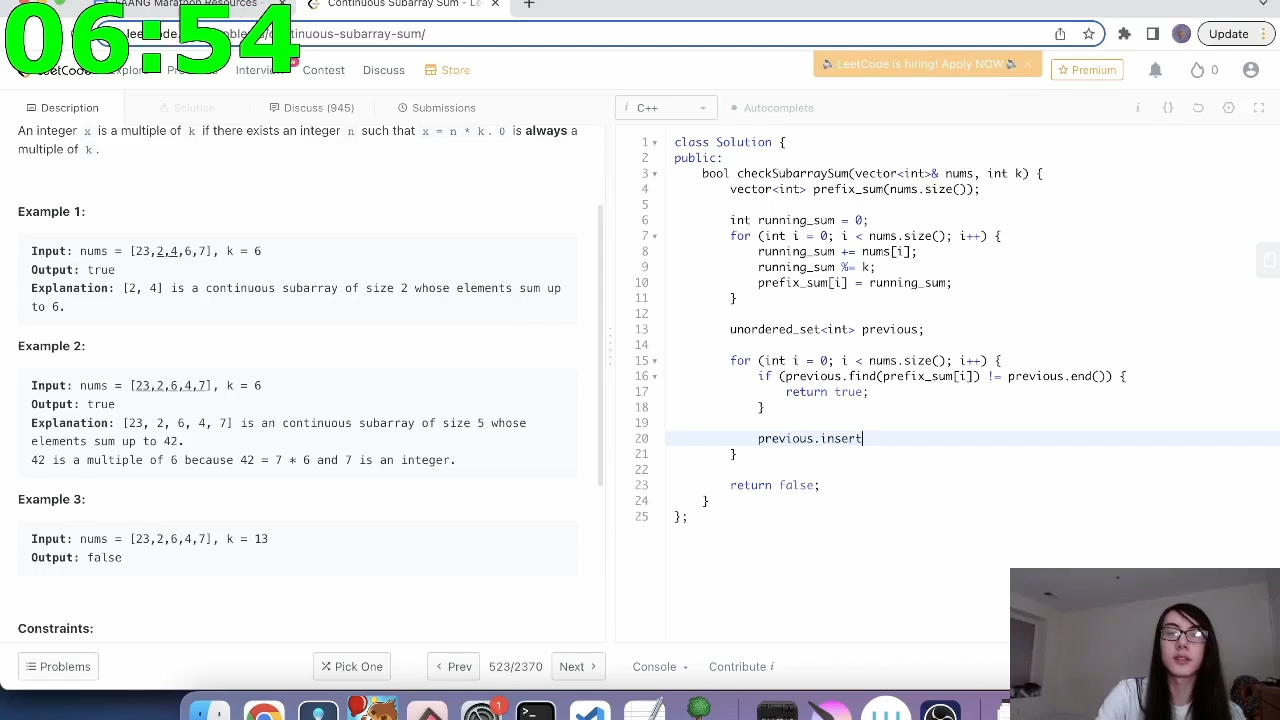 06:54
AANG Marathon Resources -
Continuous Subarray Sum - Le
continuous-subarray-sum/
Update
Explore
Interview
Contest
Discuss
Store
LeetCode is hiring! Apply NOW.
Premium
0
Description
Solution
Discuss (945)
Submissions
i C++
Autocomplete
An integer x is a multiple of k if there exists an integer n such that x = n * k. 0 is always a
multiple of k.
Example 1:
Input: nums = [23,2,4,6,7], k = 6
Output: true
Explanation: [2, 4] is a continuous subarray of size 2 whose elements sum up
to 6.
Example 2:
Input: nums = [23,2,6,4,7], k = 6
Output: true
Explanation: [23, 2, 6, 4, 7] is an continuous subarray of size 5 whose
elements sum up to 42.
42 is a multiple of 6 because 42 = 7 * 6 and 7 is an integer.
Example 3:
Input: nums = [23,2,6,4,7], k = 13
Output: false
Constraints:
1 class Solution {
2 public:
3 bool checkSubarraySum(vector<int>& nums, int k) {
4 vector<int> prefix_sum(nums.size());
5
6 int running_sum = 0;
7 for (int i = 0; i < nums.size(); i++) {
8 running_sum += nums[i];
9 running_sum %= k;
10 prefix_sum[i] = running_sum;
11 }
12
13 unordered_set<int> previous;
14
15 for (int i = 0; i < nums.size(); i++) {
16 if (previous.find(prefix_sum[i]) != previous.end()) {
17 return true;
18 }
19
20 previous.insert
21 }
22
23 return false;
24 }
25 };
Problems
Pick One
Prev
523/2370
Next
Console
Contribute i
1